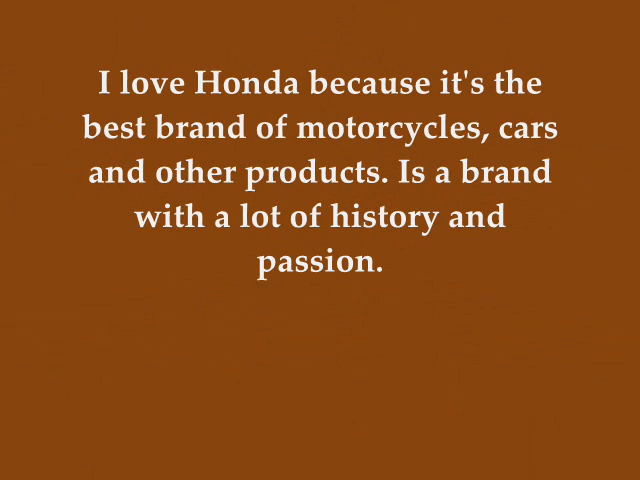 I love Honda because it's the
best brand of motorcycles, cars
and other products. Is a brand
with a lot of history and
passion.